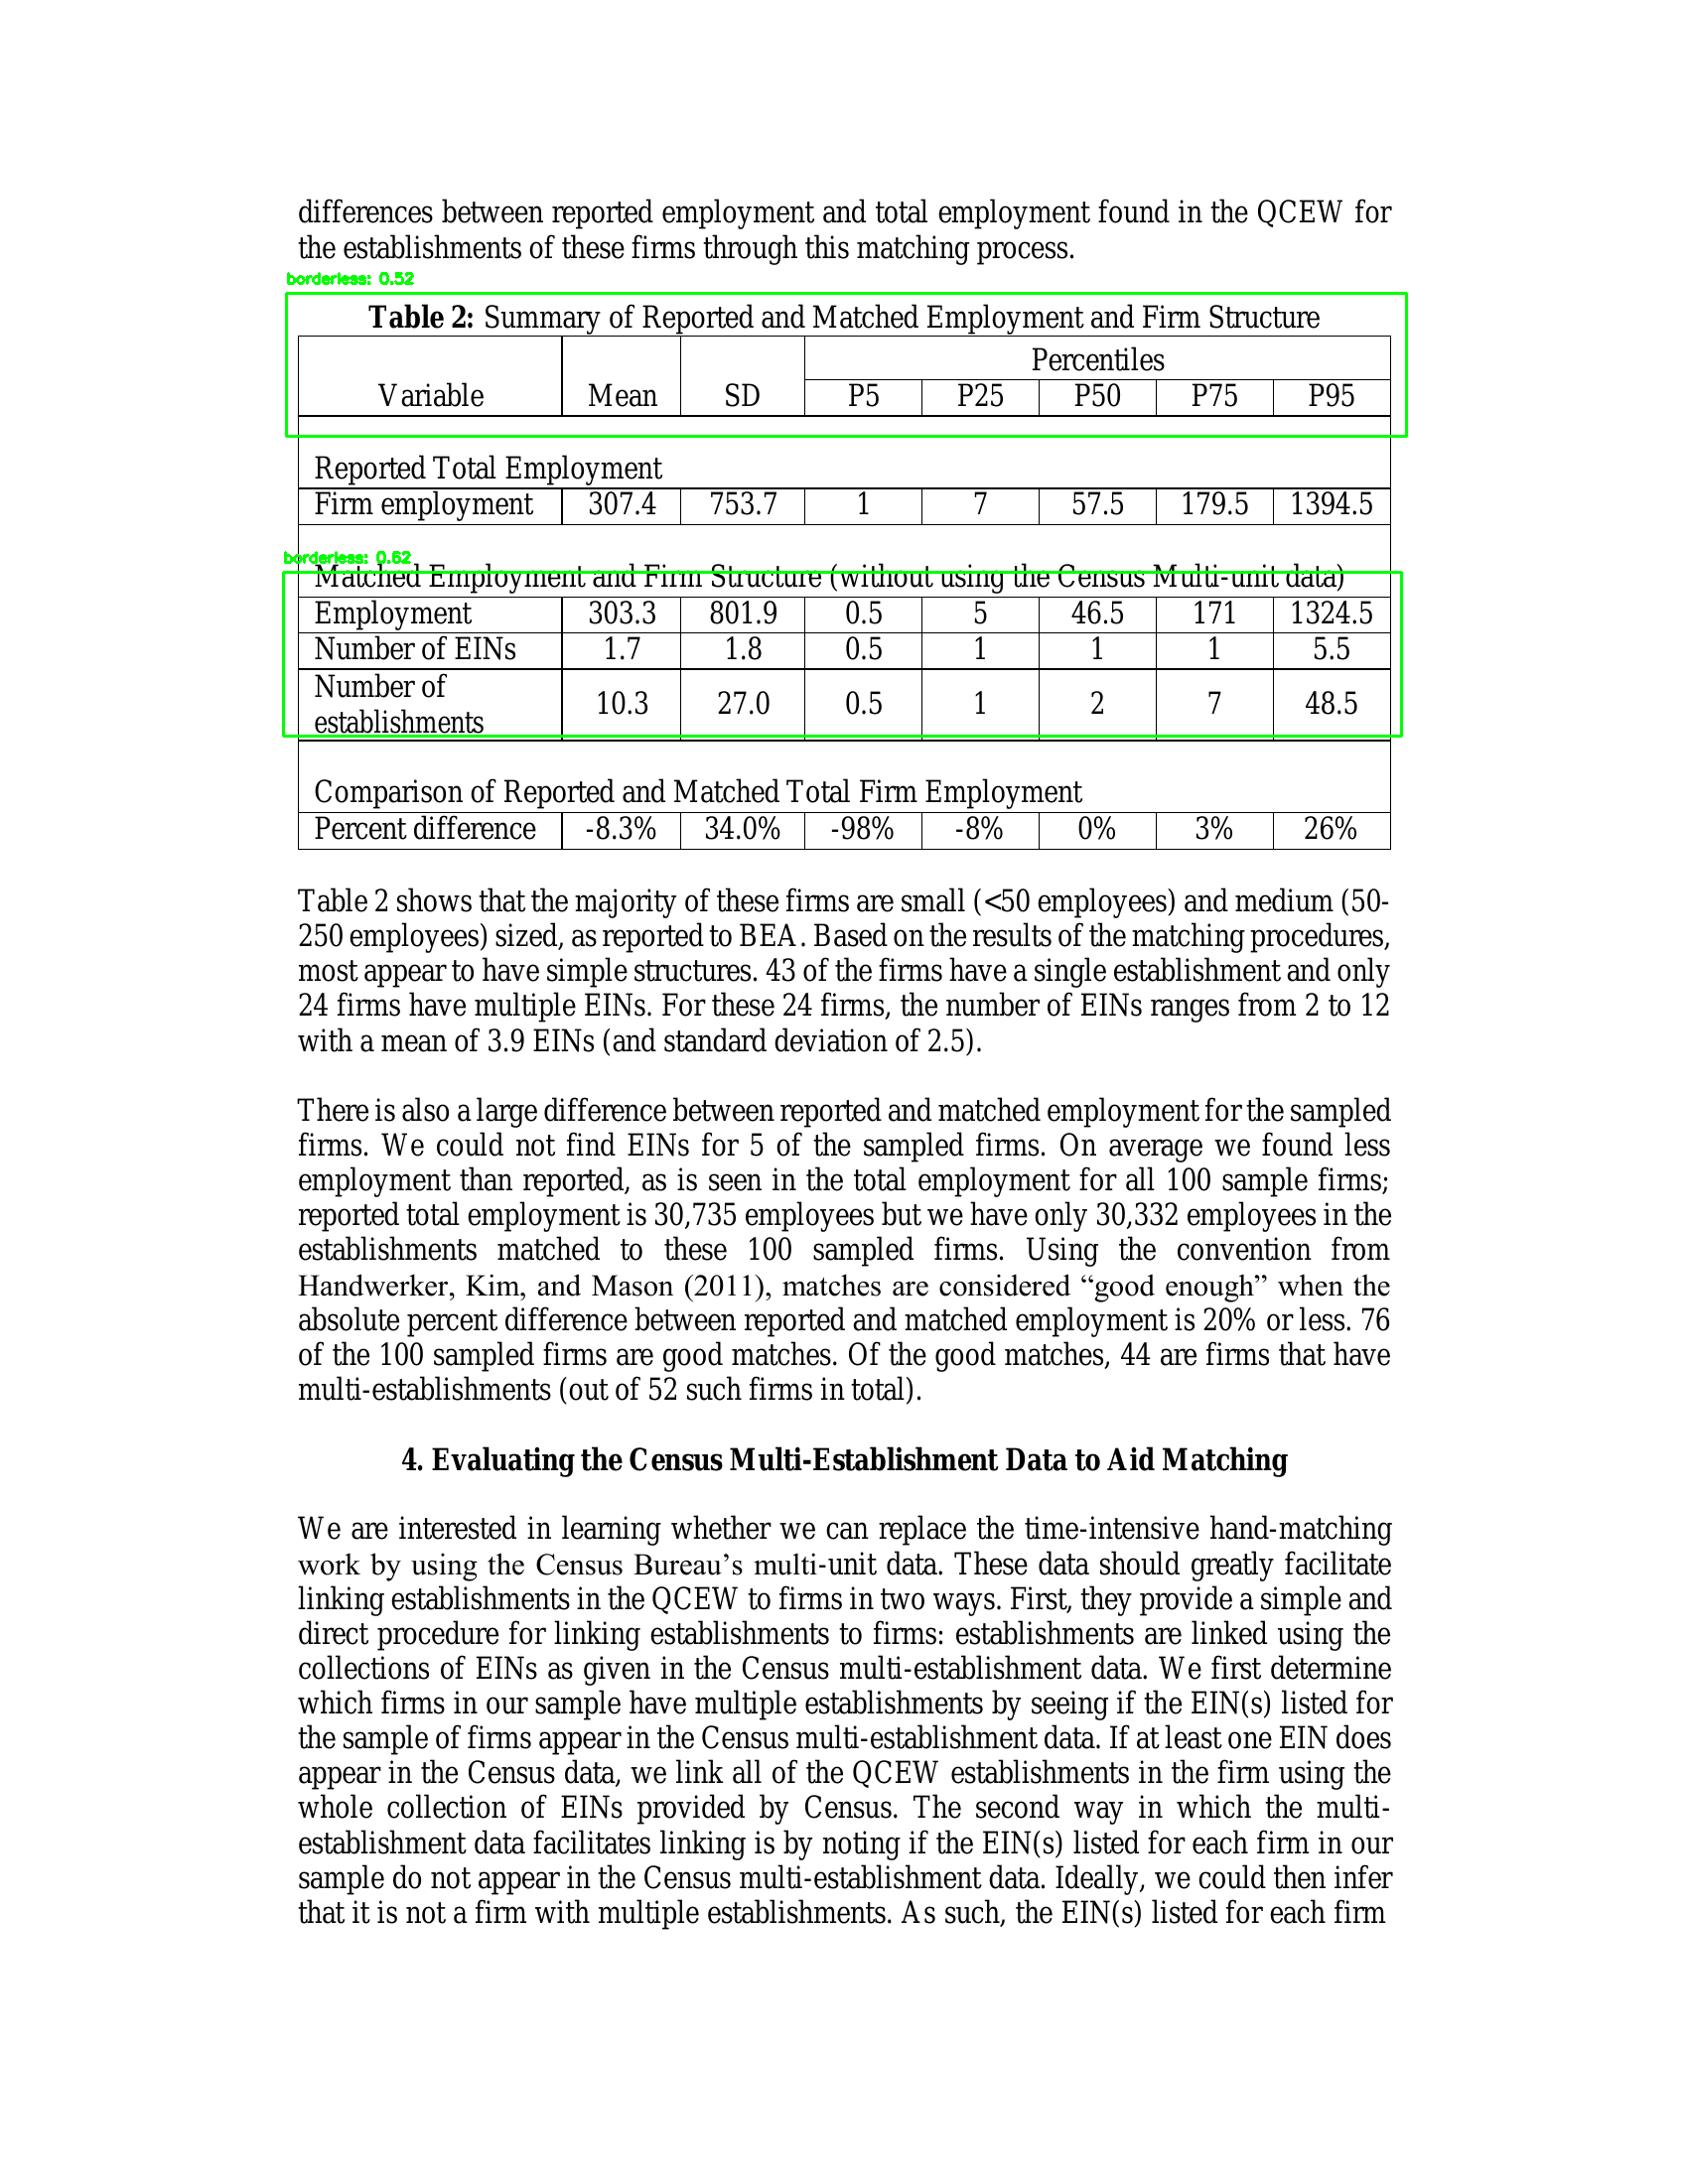 differences between reported employment and total employment found in the QCEW for
the establishments of these firms through this matching process.
borderless: 0.52
Table 2: Summary of Reported and Matched Employment and Firm Structure
Percentiles
Variable Mean SD P5 P25 P50 P75 P95
Reported Total Employment
Firm employment 307.4 753.7 1 7 57.5 179.5 1394.5
borderless: 0.62
Matched Employment and Firm Structure (without using the Census Multi-unit data)
Employment 303.3 801.9 0.5 5 46.5 171 1324.5
Number of EINs 1.7 1.8 0.5 1 1 1 5.5
Number of
establishments 10.3 27.0 0.5 1 2 7 48.5
Comparison of Reported and Matched Total Firm Employment
Percent difference -8.3% 34.0% -98% -8% 0% 3% 26%
Table 2 shows that the majority of these firms are small (<50 employees) and medium (50-
250 employees) sized, as reported to BEA. Based on the results of the matching procedures,
most appear to have simple structures. 43 of the firms have a single establishment and only
24 firms have multiple EINs. For these 24 firms, the number of EINs ranges from 2 to 12
with a mean of 3.9 EINs (and standard deviation of 2.5).
There is also a large difference between reported and matched employment for the sampled
firms. We could not find EINs for 5 of the sampled firms. On average we found less
employment than reported, as is seen in the total employment for all 100 sample firms;
reported total employment is 30,735 employees but we have only 30,332 employees in the
establishments matched to these 100 sampled firms. Using the convention from
Handwerker, Kim, and Mason (2011), matches are considered “good enough” when the
absolute percent difference between reported and matched employment is 20% or less. 76
of the 100 sampled firms are good matches. Of the good matches, 44 are firms that have
multi-establishments (out of 52 such firms in total).
4. Evaluating the Census Multi-Establishment Data to Aid Matching
We are interested in learning whether we can replace the time-intensive hand-matching
work by using the Census Bureau’s multi-unit data. These data should greatly facilitate
linking establishments in the QCEW to firms in two ways. First, they provide a simple and
direct procedure for linking establishments to firms: establishments are linked using the
collections of EINs as given in the Census multi-establishment data. We first determine
which firms in our sample have multiple establishments by seeing if the EIN(s) listed for
the sample of firms appear in the Census multi-establishment data. If at least one EIN does
appear in the Census data, we link all of the QCEW establishments in the firm using the
whole collection of EINs provided by Census. The second way in which the multi-
establishment data facilitates linking is by noting if the EIN(s) listed for each firm in our
sample do not appear in the Census multi-establishment data. Ideally, we could then infer
that it is not a firm with multiple establishments. As such, the EIN(s) listed for each firm